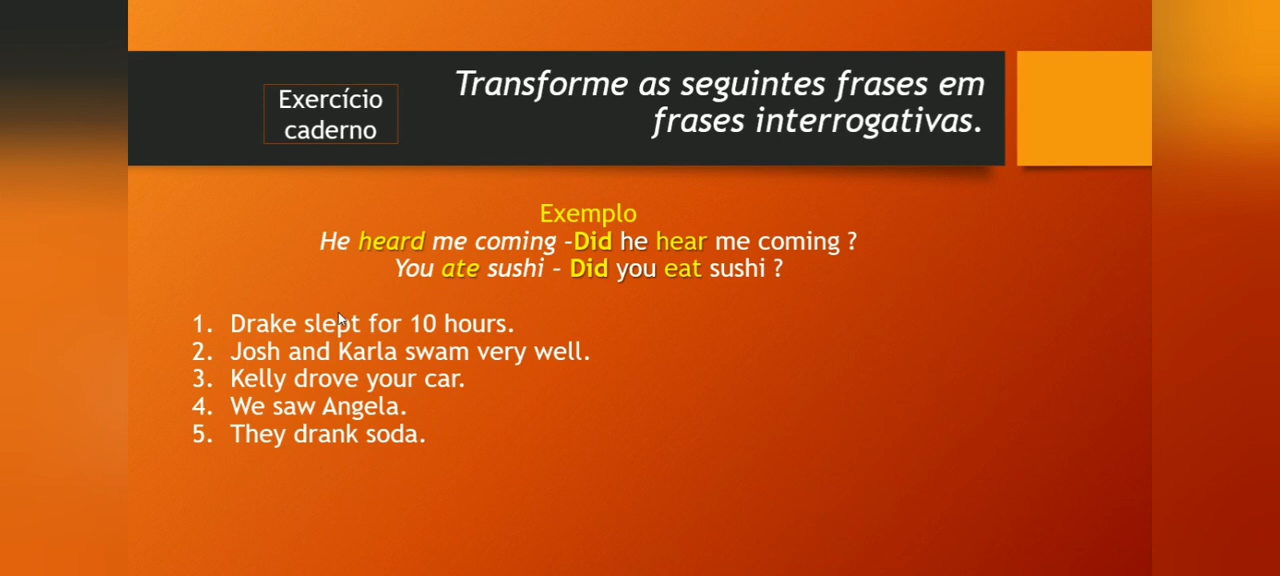 Exercício
caderno
Transforme as seguintes frases em
frases interrogativas.
Exemplo
He heard me coming –Did he hear me coming ?
You ate sushi – Did you eat sushi ?
1. Drake slept for 10 hours.
2. Josh and Karla swam very well.
3. Kelly drove your car.
4. We saw Angela.
5. They drank soda.